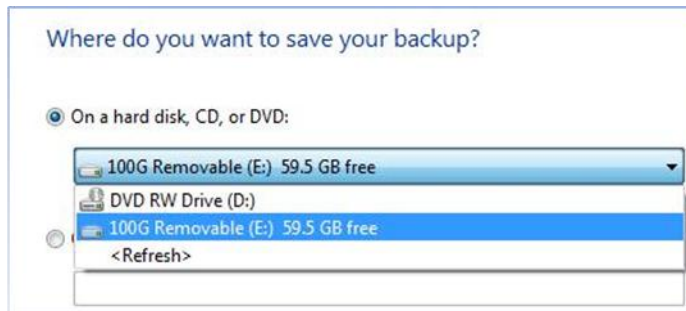 Where do you want to save your backup?
On a hard disk, CD, or DVD:
100G Removable (E:) 59.5 GB free
DVD RW Drive (D:)
100G Removable (E:) 59.5 GB free
<Refresh>